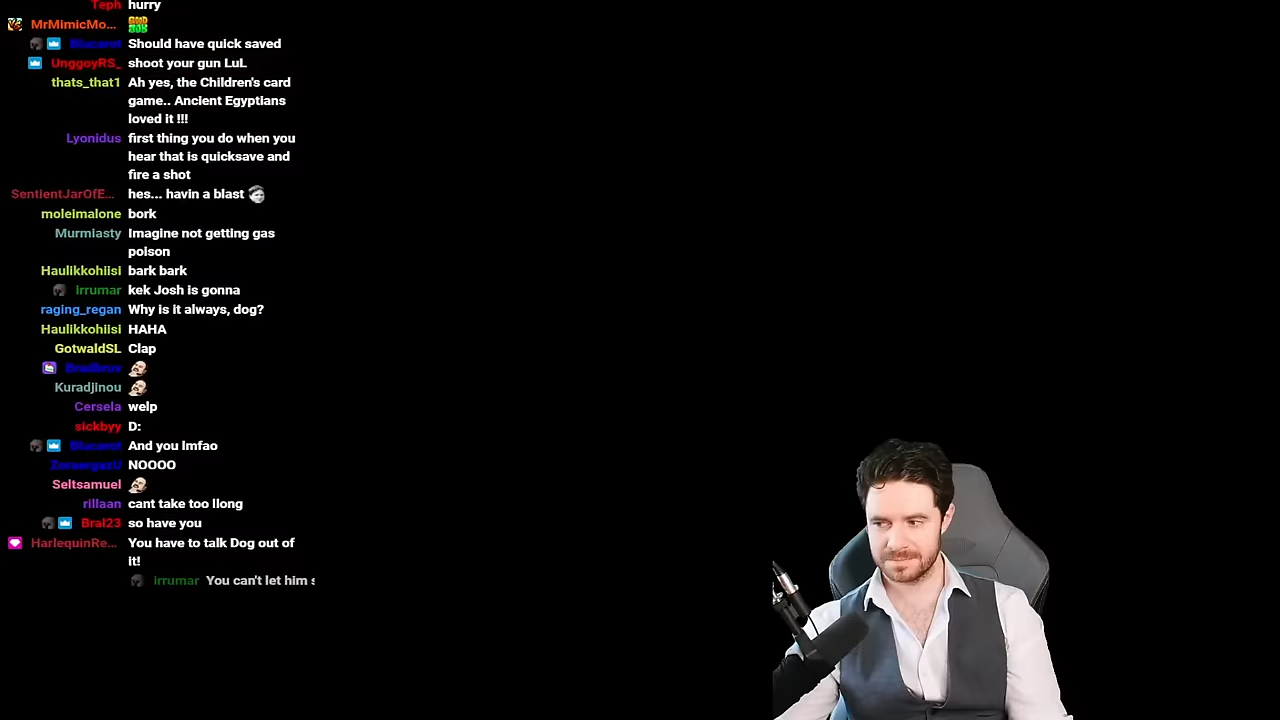 Teph hurry
MrMimicMo... GOOD JOB
Should have quick saved
UnggoyRS_ shoot your gun LuL
thats_that1 Ah yes, the Children's card
game.. Ancient Egyptians
loved it !!!
Lyonidus first thing you do when you
hear that is quicksave and
fire a shot
SentientJarOfE... hes... havin a blast
moleimalone bork
Murmiasty Imagine not getting gas
poison
Haulikkohiisi bark bark
irrumar kek Josh is gonna
raging_regan Why is it always, dog?
Haulikkohiisi HAHA
GotwaldSL Clap
Kuradjinou
Cersela welp
sickbyy D:
And you lmfao
NOOOO
Seltsamuel
rillaan cant take too llong
Bral23 so have you
HarlequinRe... You have to talk Dog out of
it!
irrumar You can't let him s